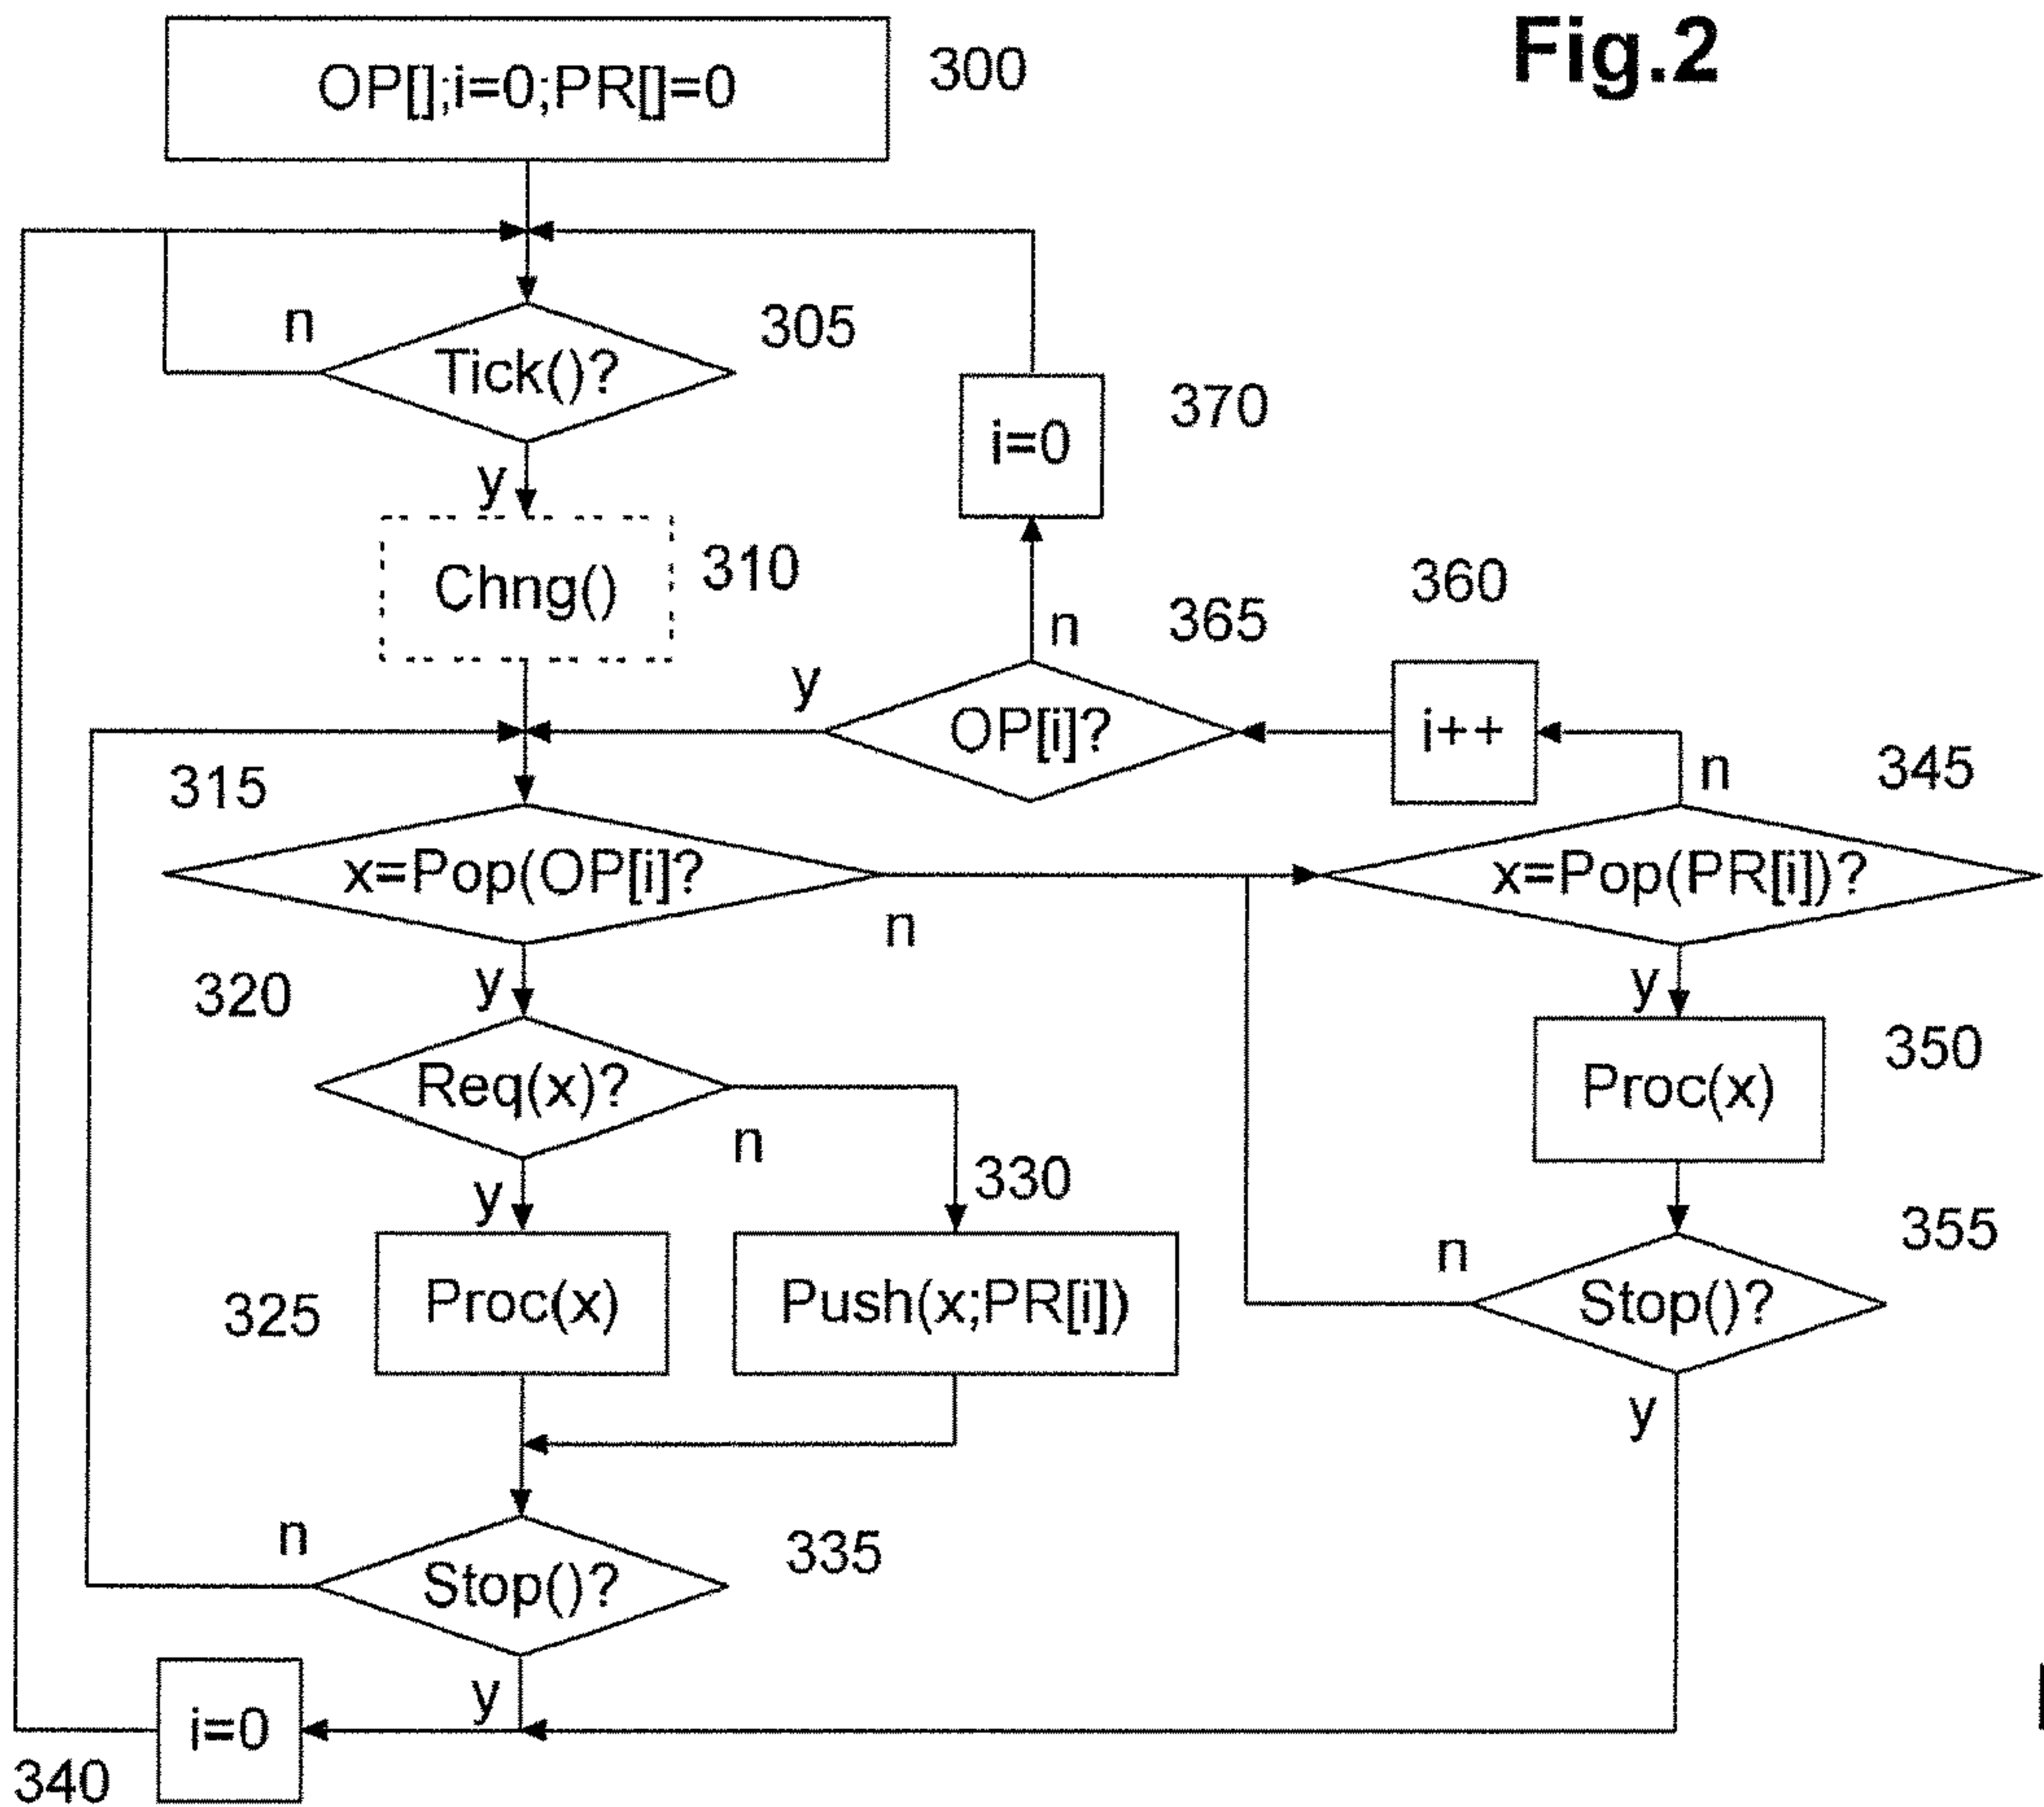 Fig.2
OP[];i=0;PR[]=0
300
n
305
Tick()?
370
i=0
y
Chng()
310
360
n
365
y
OP[i]?
i++
n
345
315
x=Pop(OP[i]?
x=Pop(PR[i])?
n
320
y
y
Req(x)?
350
Proc(x)
n
330
y
355
n
325
Proc(x)
Push(x;PR[i])
Stop()?
y
n
335
Stop()?
y
i=0
340